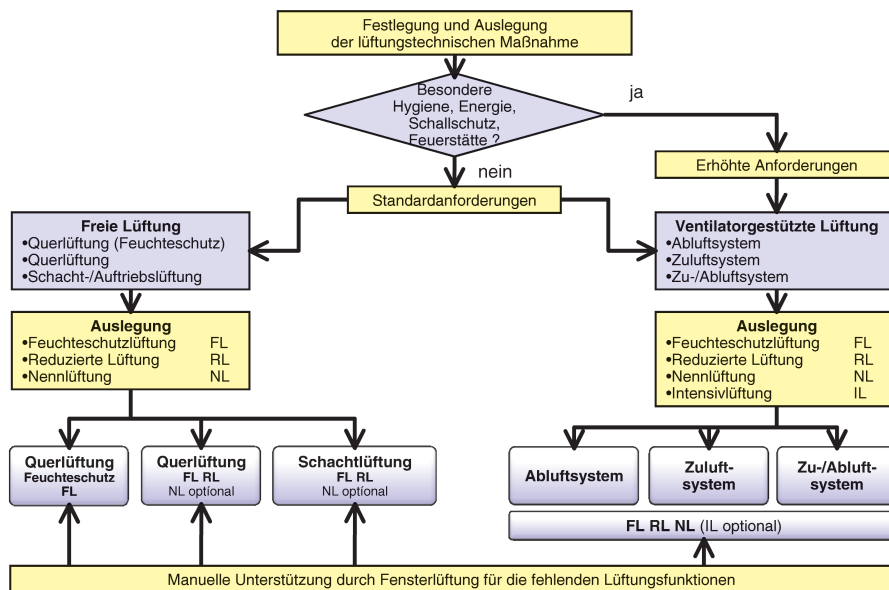 Festlegung und Auslegung
der lüftungstechnischen Maßnahme
Besondere
Hygiene, Energie,
Schallschutz,
Feuerstätte ?
ja
nein
Erhöhte Anforderungen
Standardanforderungen
Freie Lüftung
•Querlüftung (Feuchteschutz)
•Querlüftung
•Schacht-/Auftriebslüftung
Ventilatorgestützte Lüftung
•Abluftsystem
•Zuluftsystem
•Zu-/Abluftsystem
Auslegung
•Feuchteschutzlüftung FL
•Reduzierte Lüftung RL
•Nennlüftung NL
Auslegung
•Feuchteschutzlüftung FL
•Reduzierte Lüftung RL
•Nennlüftung NL
•Intensivlüftung IL
Querlüftung
Feuchteschutz
FL
Querlüftung
FL RL
NL optíonal
Schachtlüftung
FL RL
NL optional
Abluftsystem
Zuluft-
system
Zu-/Abluft-
system
FL RL NL (IL optional)
Manuelle Unterstützung durch Fensterlüftung für die fehlenden Lüftungsfunktionen